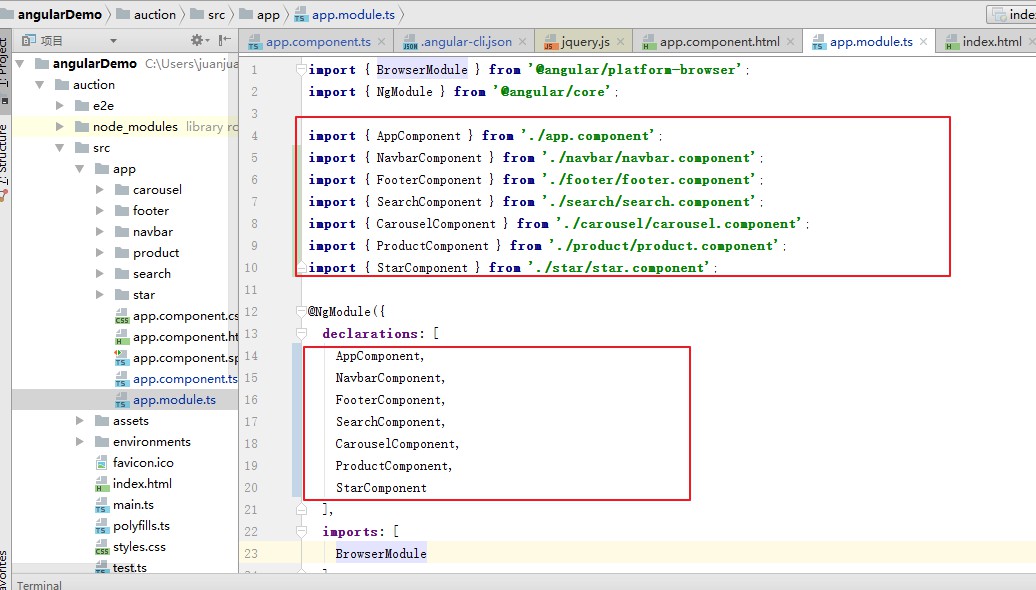 angularDemo auction src app app.module.ts
inde
项目
app.component.ts .angular-cli.json jquery.js app.component.html app.module.ts index.html
1: Project
7: Structure
angularDemo C:\Users\juanjua
auction
e2e
node_modules library ro
src
app
carousel
footer
navbar
product
search
star
app.component.cs
app.component.ht
app.component.sp
app.component.ts
app.module.ts
assets
environments
favicon.ico
index.html
main.ts
polyfills.ts
styles.css
test.ts
1 import { BrowserModule } from '@angular/platform-browser';
2 import { NgModule } from '@angular/core';
3
4 import { AppComponent } from './app.component';
5 import { NavbarComponent } from './navbar/navbar.component';
6 import { FooterComponent } from './footer/footer.component';
7 import { SearchComponent } from './search/search.component';
8 import { CarouselComponent } from './carousel/carousel.component';
9 import { ProductComponent } from './product/product.component';
10 import { StarComponent } from './star/star.component';
11
12 @NgModule({
13 declarations: [
14 AppComponent,
15 NavbarComponent,
16 FooterComponent,
17 SearchComponent,
18 CarouselComponent,
19 ProductComponent,
20 StarComponent
21 ],
22 imports: [
23 BrowserModule
Terminal